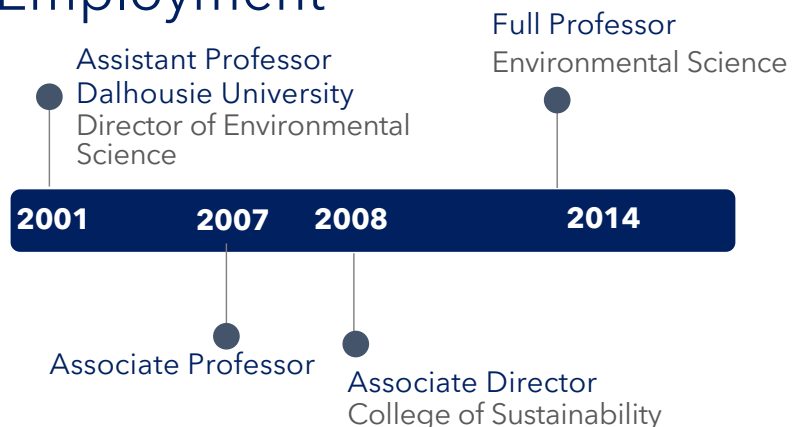 Employment
Full Professor
Environmental Science
Assistant Professor
Dalhousie University
Director of Environmental
Science
2001
2007
2008
2014
Associate Professor
Associate Director
College of Sustainability